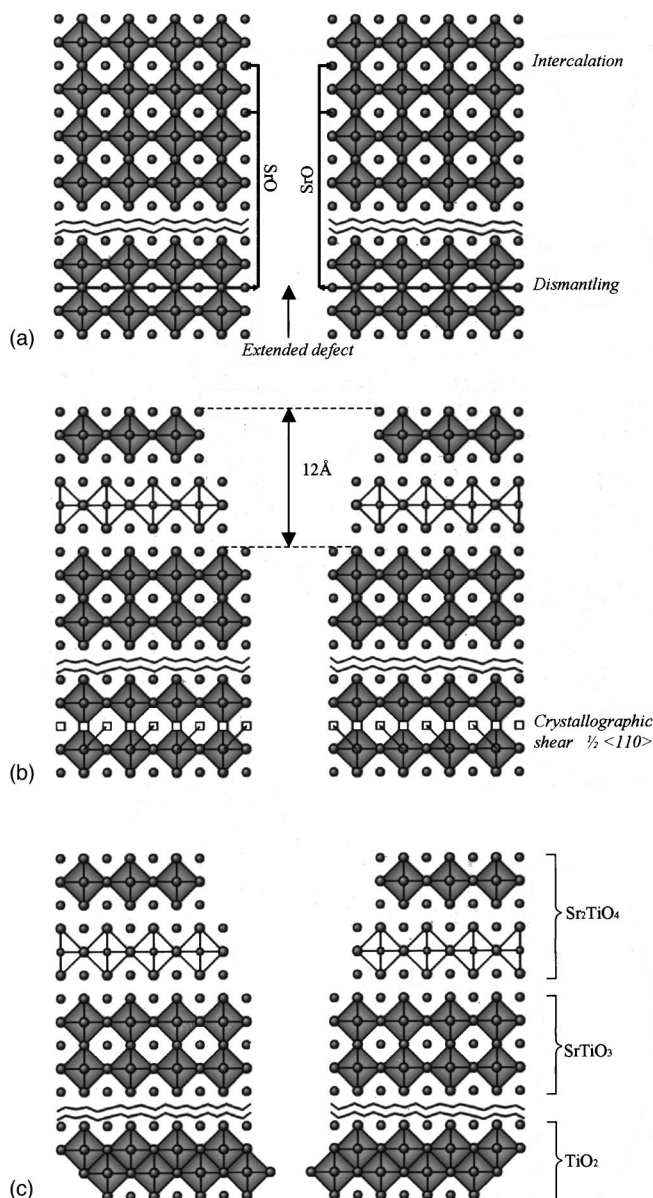 Intercalation
SrO
SrO
Dismantling
(a)
Extended defect
12Å
Crystallographic
shear ½ <110>
(b)
Sr₂TiO₄
SrTiO₃
TiO₂
(c)